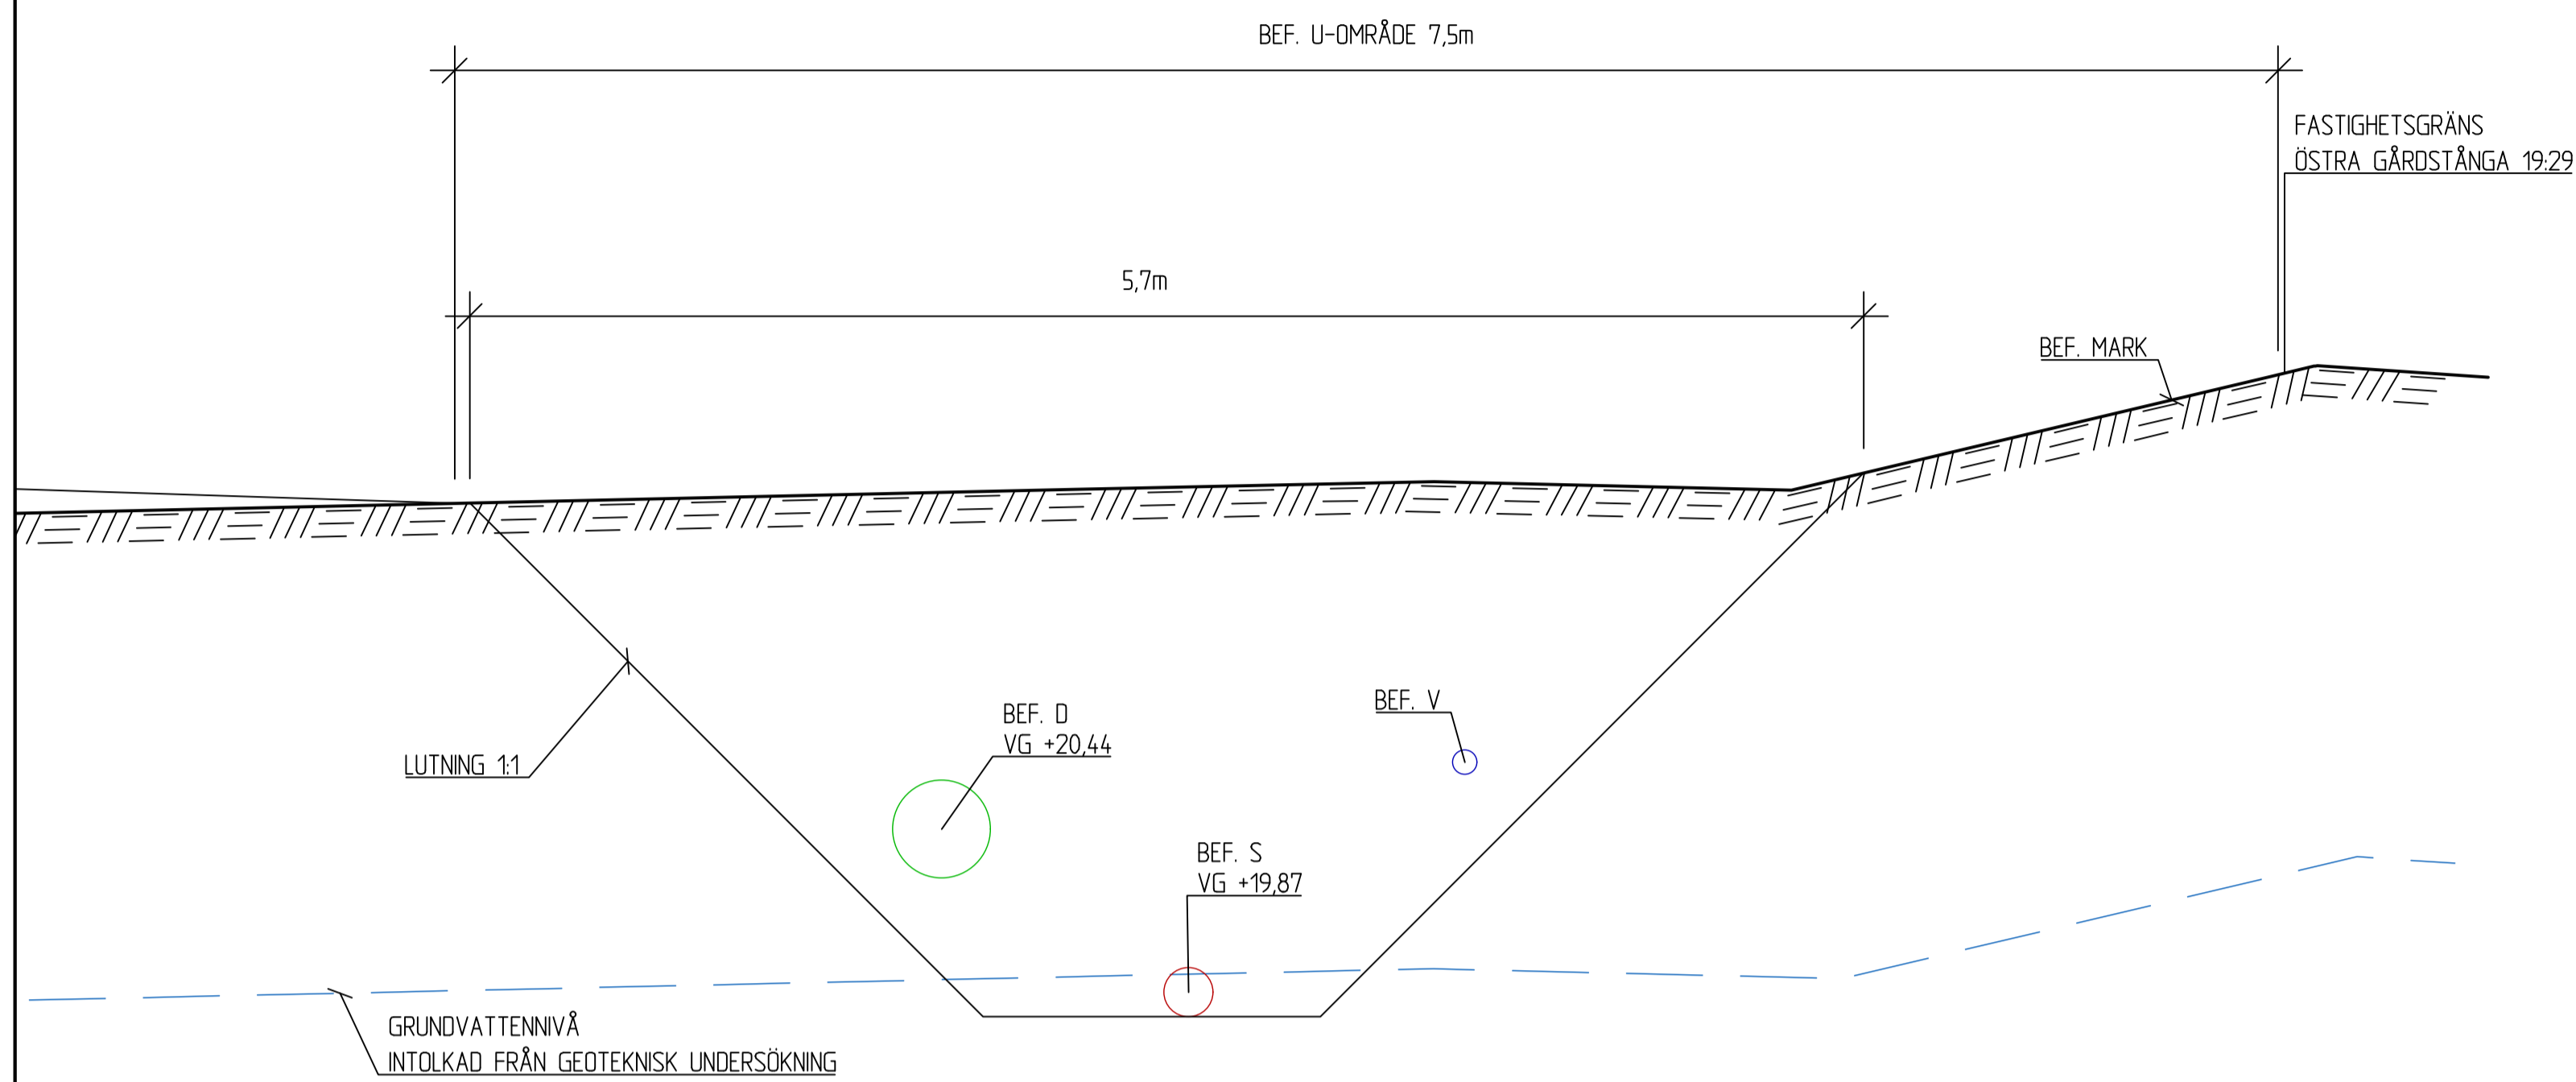 BEF. U-OMRÅDE 7,5m
FASTIGHETSGRÄNS
ÖSTRA GÅRDSTÅNGA 19:29
5,7m
BEF. MARK
BEF. V
BEF. D
VG +20,44
LUTNING 1:1
BEF. S
VG +19,87
GRUNDVATTENNIVÅ
INTOLKAD FRÅN GEOTEKNISK UNDERSÖKNING